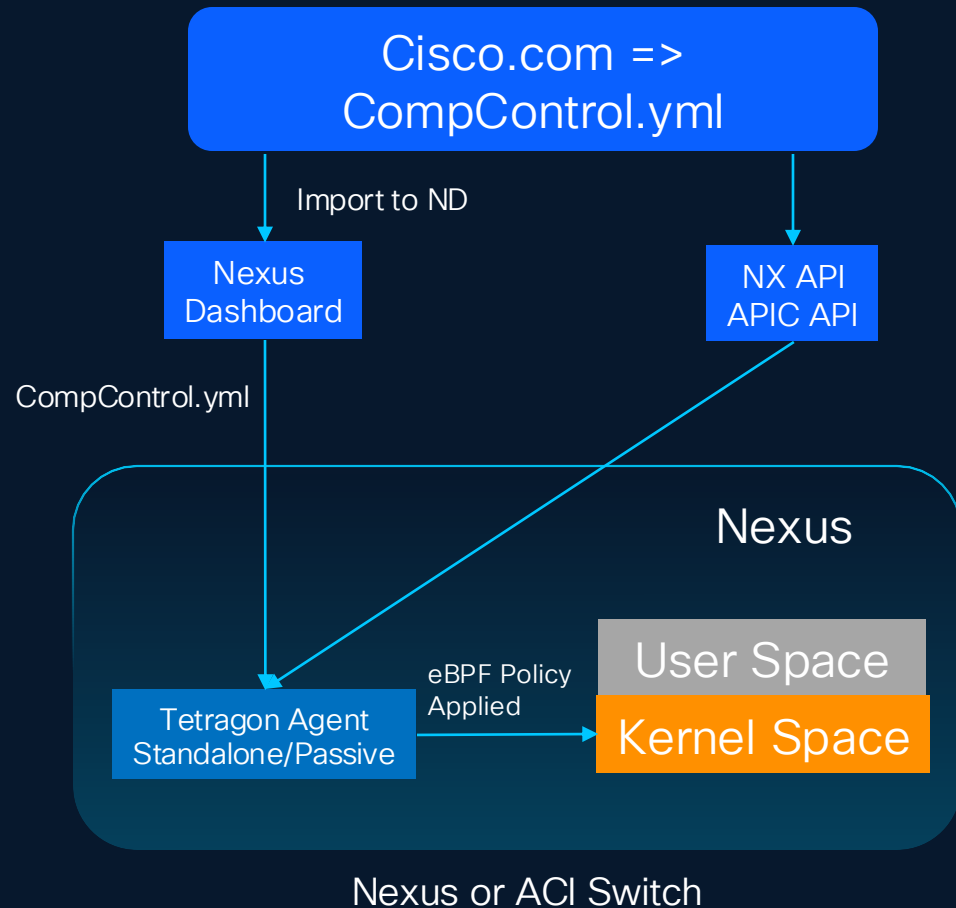 Cisco.com =>
CompControl.yml
Import to ND
Nexus
Dashboard
NX API
APIC API
CompControl.yml
Nexus
User Space
eBPF Policy
Applied
Kernel Space
Tetragon Agent
Standalone/Passive
Nexus or ACI Switch